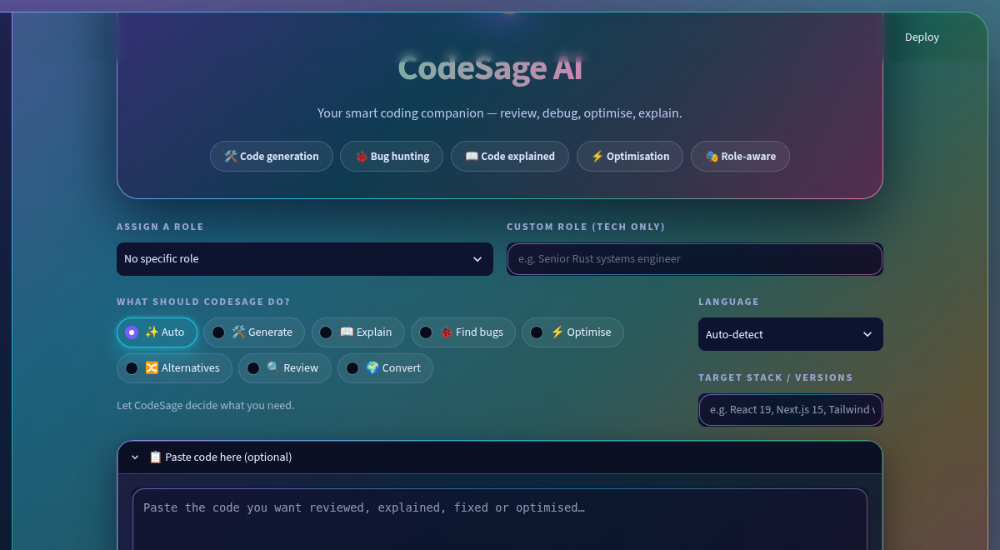 Deploy
CodeSage AI
Your smart coding companion — review, debug, optimise, explain.
🛠️ Code generation
🐞 Bug hunting
📖 Code explained
⚡ Optimisation
🎭 Role-aware
ASSIGN A ROLE
No specific role
CUSTOM ROLE (TECH ONLY)
e.g. Senior Rust systems engineer
WHAT SHOULD CODESAGE DO?
✨ Auto
🛠️ Generate
📖 Explain
🐞 Find bugs
⚡ Optimise
🔀 Alternatives
🔍 Review
🌍 Convert
Let CodeSage decide what you need.
LANGUAGE
Auto-detect
TARGET STACK / VERSIONS
e.g. React 19, Next.js 15, Tailwind
📋 Paste code here (optional)
Paste the code you want reviewed, explained, fixed or optimised…